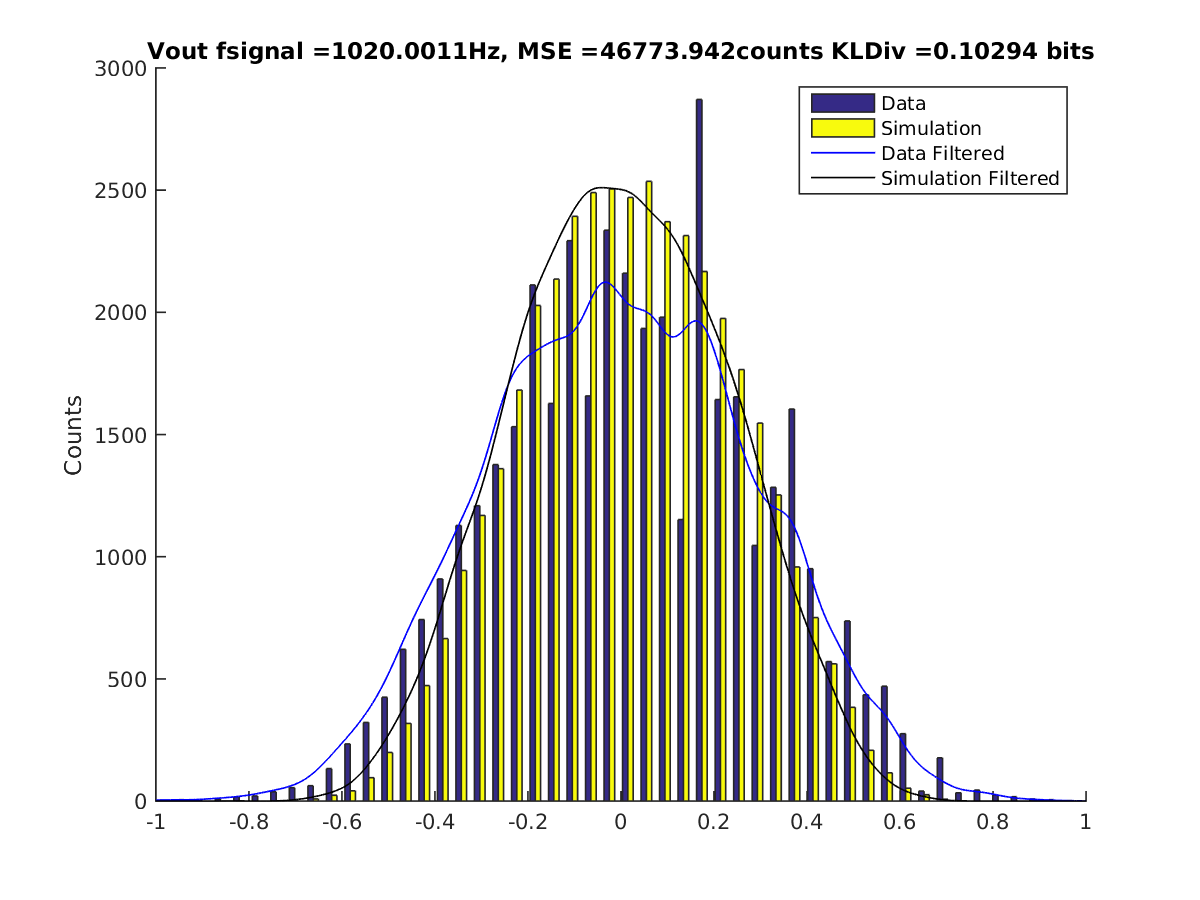 Vout fsignal =1020.0011Hz, MSE =46773.942counts KLDiv =0.10294 bits
3000
2500
2000
1500
1000
500
0
Counts
Data
Simulation
Data Filtered
Simulation Filtered
-1 -0.8 -0.6 -0.4 -0.2 0 0.2 0.4 0.6 0.8 1